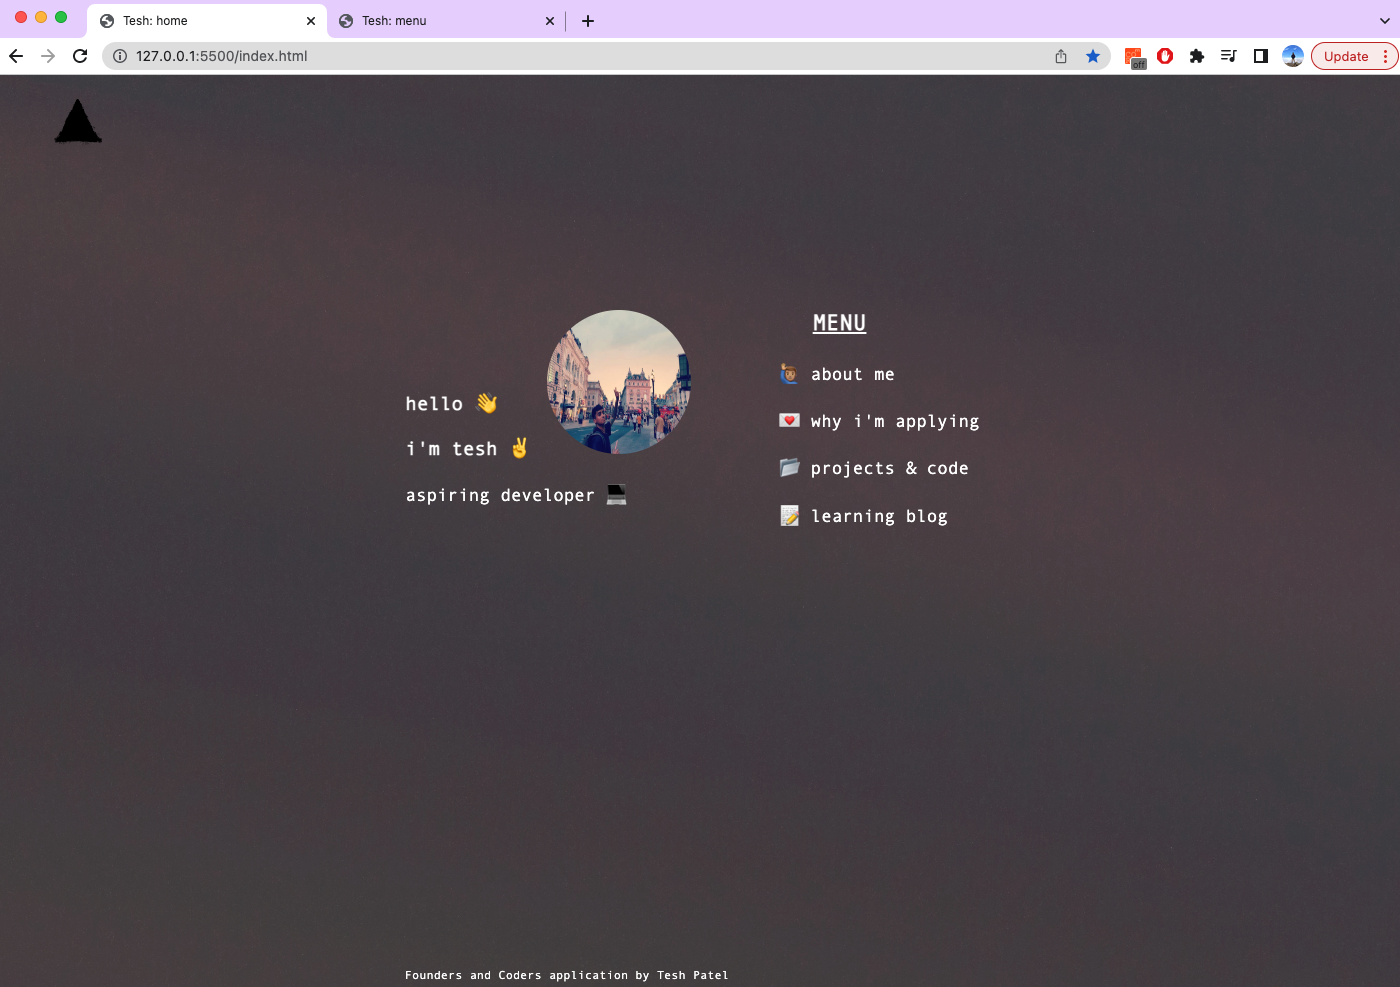 Tesh: home
Tesh: menu
127.0.0.1:5500/index.html
off
Update
MENU
about me
hello 👋
why i'm applying
i'm tesh ✌️
projects & code
aspiring developer 💻
learning blog
Founders and Coders application by Tesh Patel